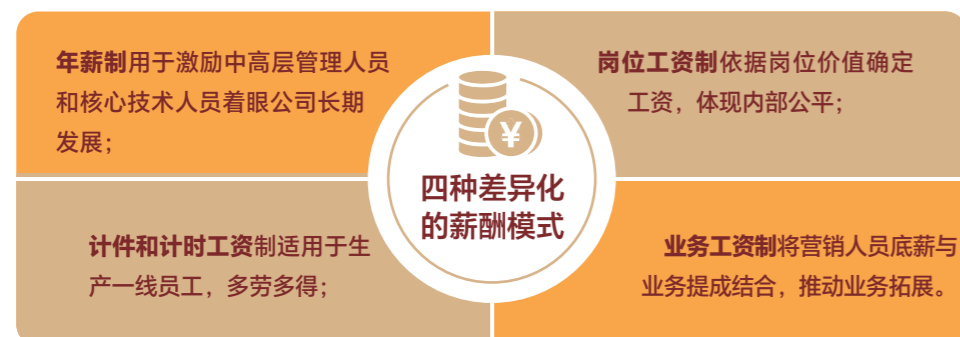 年薪制用于激励中高层管理人员
和核心技术人员着眼公司长期
发展;
岗位工资制依据岗位价值确定
工资，体现内部公平;
¥
四种差异化
的薪酬模式
计件和计时工资制适用于生
产一线员工，多劳多得;
业务工资制将营销人员底薪与
业务提成结合，推动业务拓展。